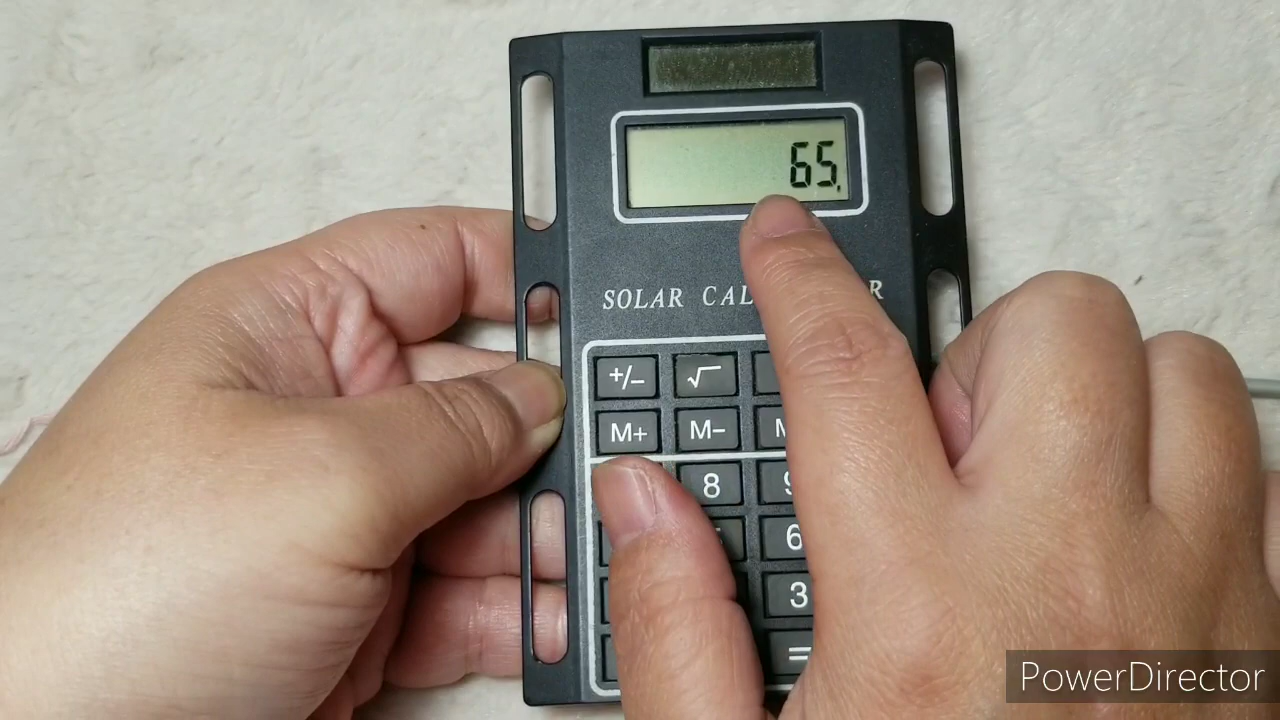 65.
SOLAR CAL R
+/− √
M+ M−
8
6
3
=
PowerDirector